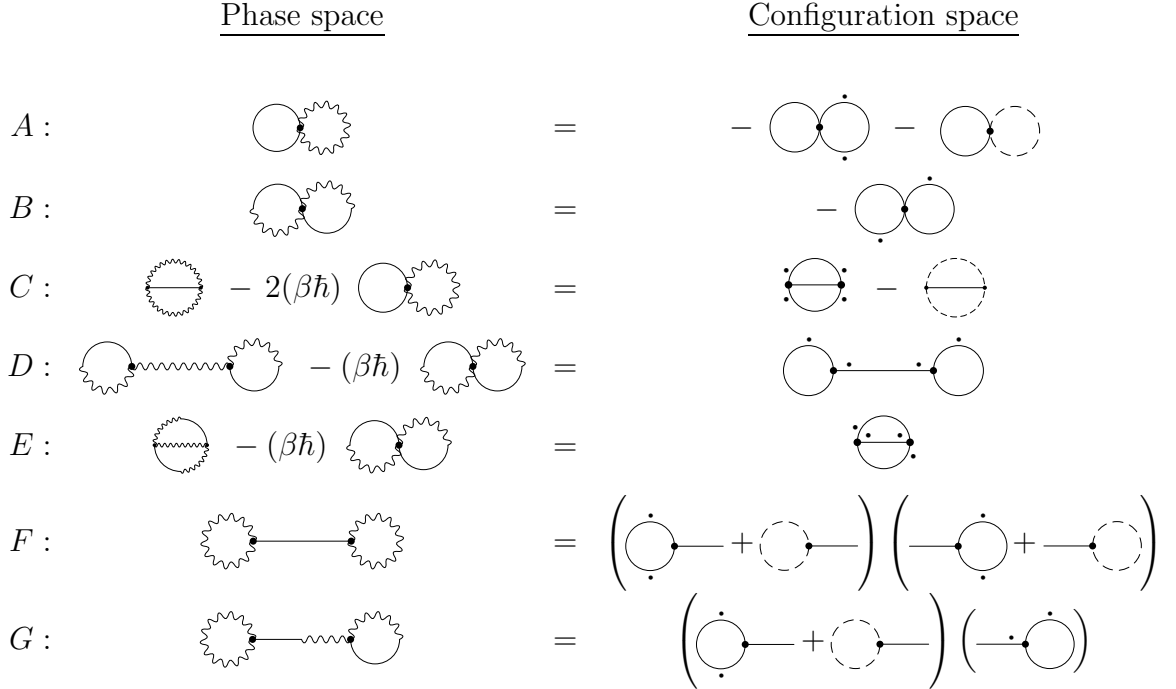 Phase space Configuration space
A : = − −
B : = −
C : − 2(βħ) = −
D : − (βħ) =
E : − (βħ) =
F : = ( + ) ( + )
G : = ( + ) ( )